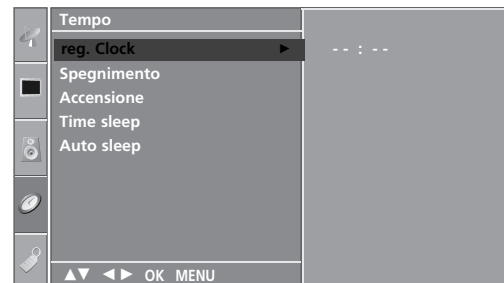 Tempo
reg. Clock ► -- : --
Spegnimento
Accensione
Time sleep
Auto sleep
▲▼ ◄► OK MENU